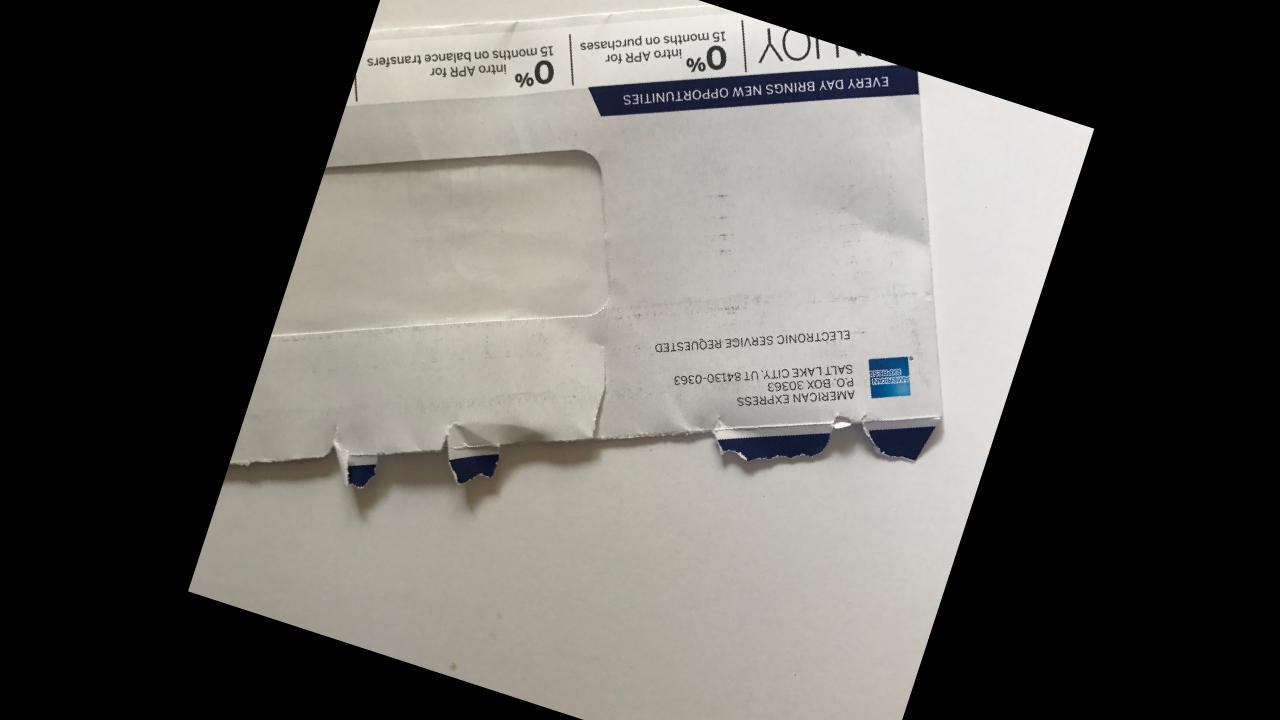 AMERICAN EXPRESS
P.O. BOX 30363
SALT LAKE CITY, UT 84130-0363
AMERICAN
EXPRESS
®
ELECTRONIC SERVICE REQUESTED
EVERY DAY BRINGS NEW OPPORTUNITIES
0% intro APR for
15 months on purchases
0% intro APR for
15 months on balance transfers